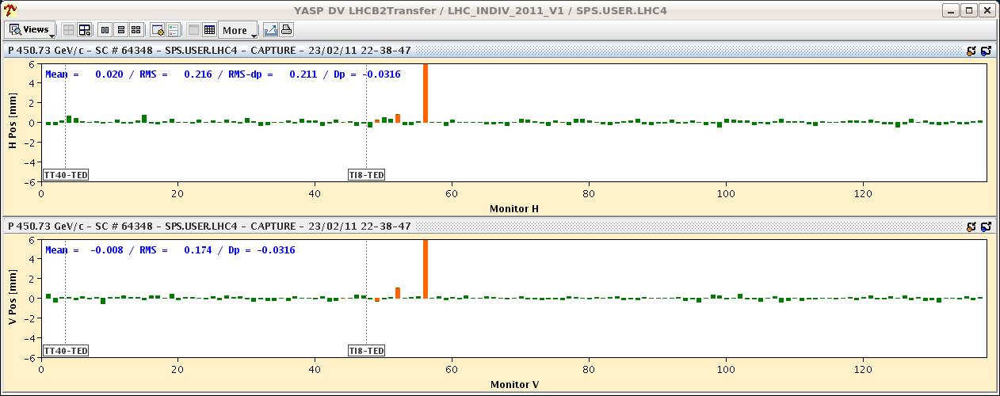 YASP DV LHCB2Transfer / LHC_INDIV_2011_V1 / SPS.USER.LHC4
Views More
P 450.73 GeV/c - SC # 64348 - SPS.USER.LHC4 - CAPTURE - 23/02/11 22-38-47
Mean = 0.020 / RMS = 0.216 / RMS-dp = 0.211 / Dp = -0.0316
H Pos [mm]
6
4
2
0
-2
-4
-6
TT40-TED TI8-TED
0 20 40 60 80 100 120
Monitor H
P 450.73 GeV/c - SC # 64348 - SPS.USER.LHC4 - CAPTURE - 23/02/11 22-38-47
Mean = -0.008 / RMS = 0.174 / Dp = -0.0316
V Pos [mm]
6
4
2
0
-2
-4
-6
TT40-TED TI8-TED
0 20 40 60 80 100 120
Monitor V